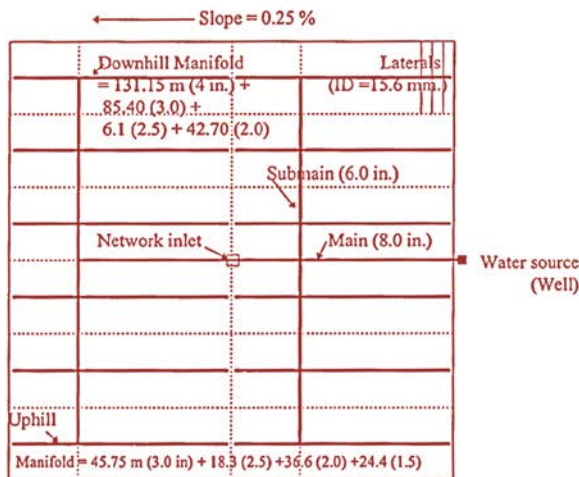 Slope = 0.25 %
Downhill Manifold
= 131.15 m (4 in.) +
85.40 (3.0) +
6.1 (2.5) + 42.70 (2.0)
Laterals
(ID =15.6 mm.)
Submain (6.0 in.)
Network inlet
Main (8.0 in.)
Water source
(Well)
Uphill
Manifold = 45.75 m (3.0 in) + 18.3 (2.5) +36.6 (2.0) +24.4 (1.5)